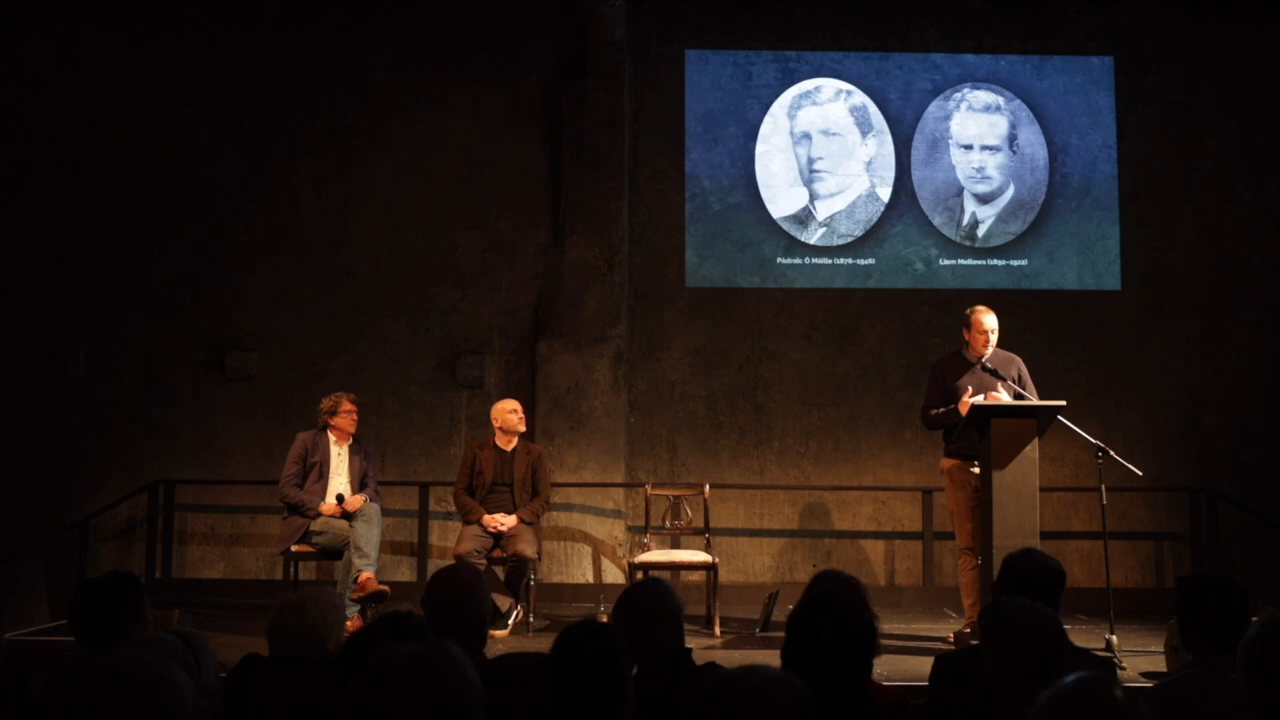 Pádraic Ó Máille (1876–1946)
Liam Mellows (1892–1922)